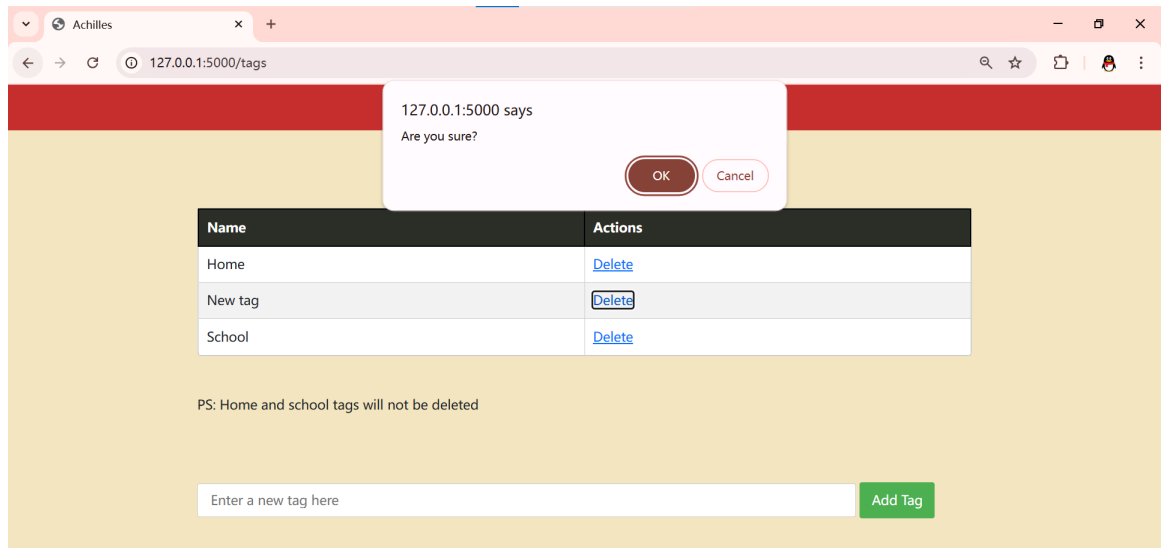 Achilles
127.0.0.1:5000/tags
127.0.0.1:5000 says
Are you sure?
OK Cancel
Name Actions
Home Delete
New tag Delete
School Delete
PS: Home and school tags will not be deleted
Enter a new tag here Add Tag